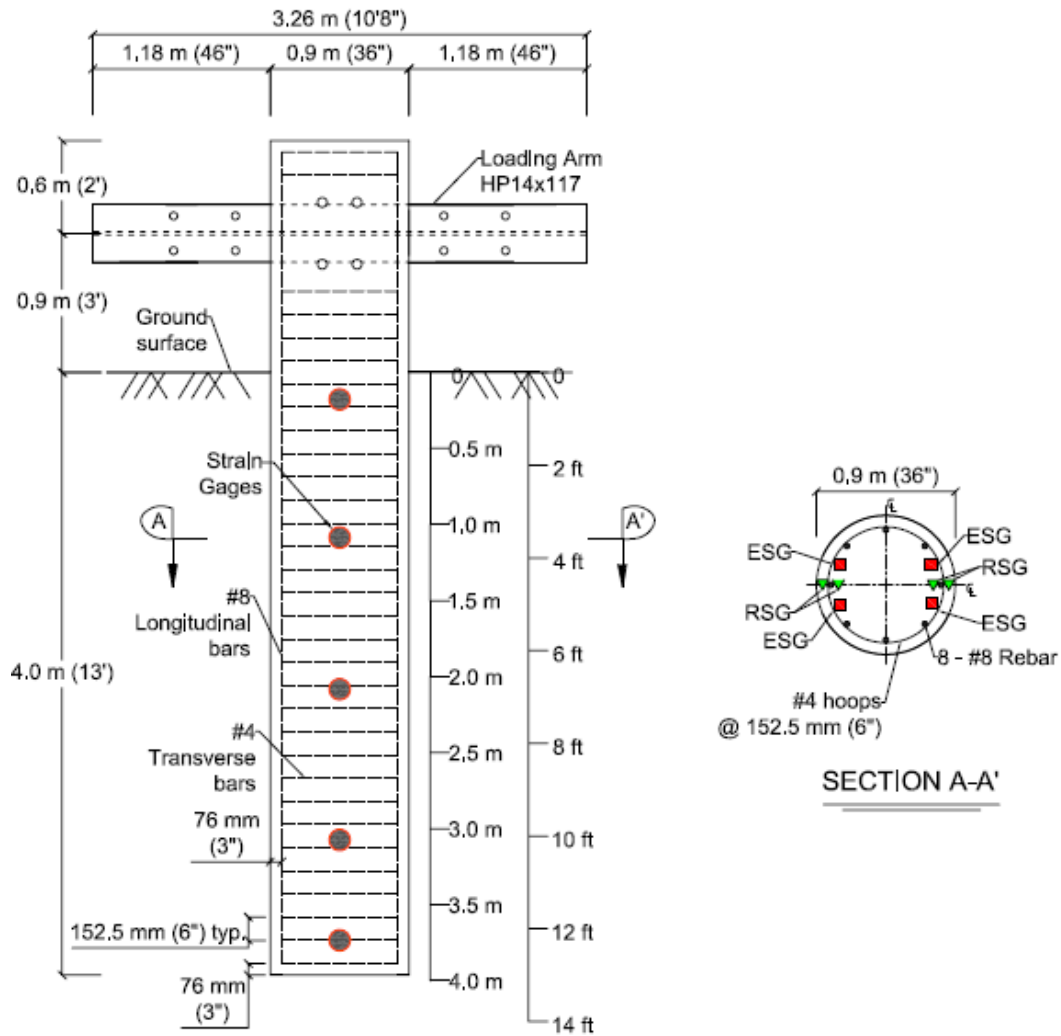 3.26 m (10'8")
1.18 m (46")
0.9 m (36")
1.18 m (46")
0.6 m (2')
Loading Arm
HP14x117
0.9 m (3')
Ground
surface
0
0
0.5 m
2 ft
Strain
Gages
A
A'
1.0 m
4 ft
#8
Longitudinal
bars
1.5 m
6 ft
4.0 m (13')
2.0 m
#4
Transverse
bars
2.5 m
8 ft
76 mm
(3")
3.0 m
10 ft
3.5 m
152.5 mm (6") typ.
12 ft
76 mm
(3")
4.0 m
14 ft
0.9 m (36")
℄
ESG
ESG
RSG
℄
RSG
ESG
ESG
8 - #8 Rebar
#4 hoops
@ 152.5 mm (6")
SECTION A-A'